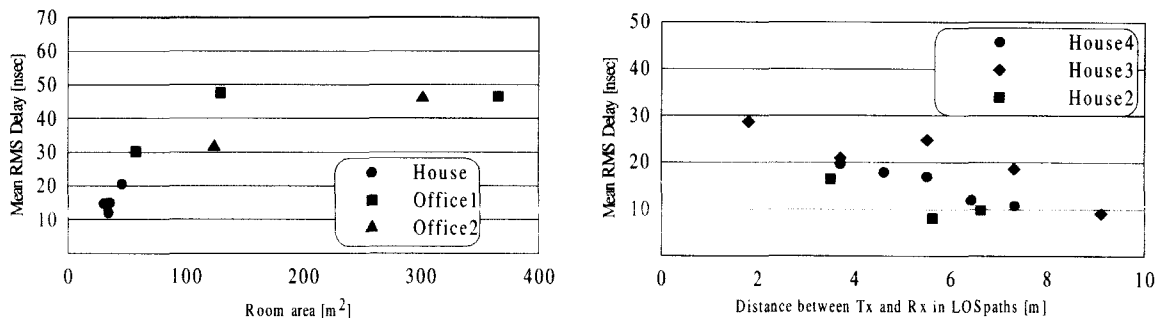 Mean RMS Delay [nsec]
70
60
50
40
30
20
10
0
100
200
300
400
Room area [m²]
House
Office1
Office2
Mean RMS Delay [nsec]
50
40
30
20
10
0
2
4
6
8
10
Distance between Tx and Rx in LOSpaths [m]
House4
House3
House2